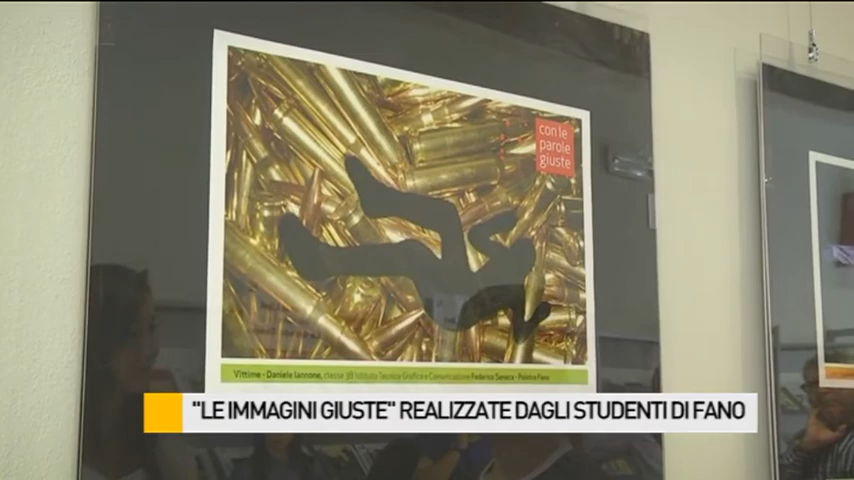 con le
parole
giuste
Vittime - Daniele Iannone, classe 3B Istituto Tecnico Grafica e Comunicazione Federico Seneca - Polo3 Fano
"LE IMMAGINI GIUSTE" REALIZZATE DAGLI STUDENTI DI FANO